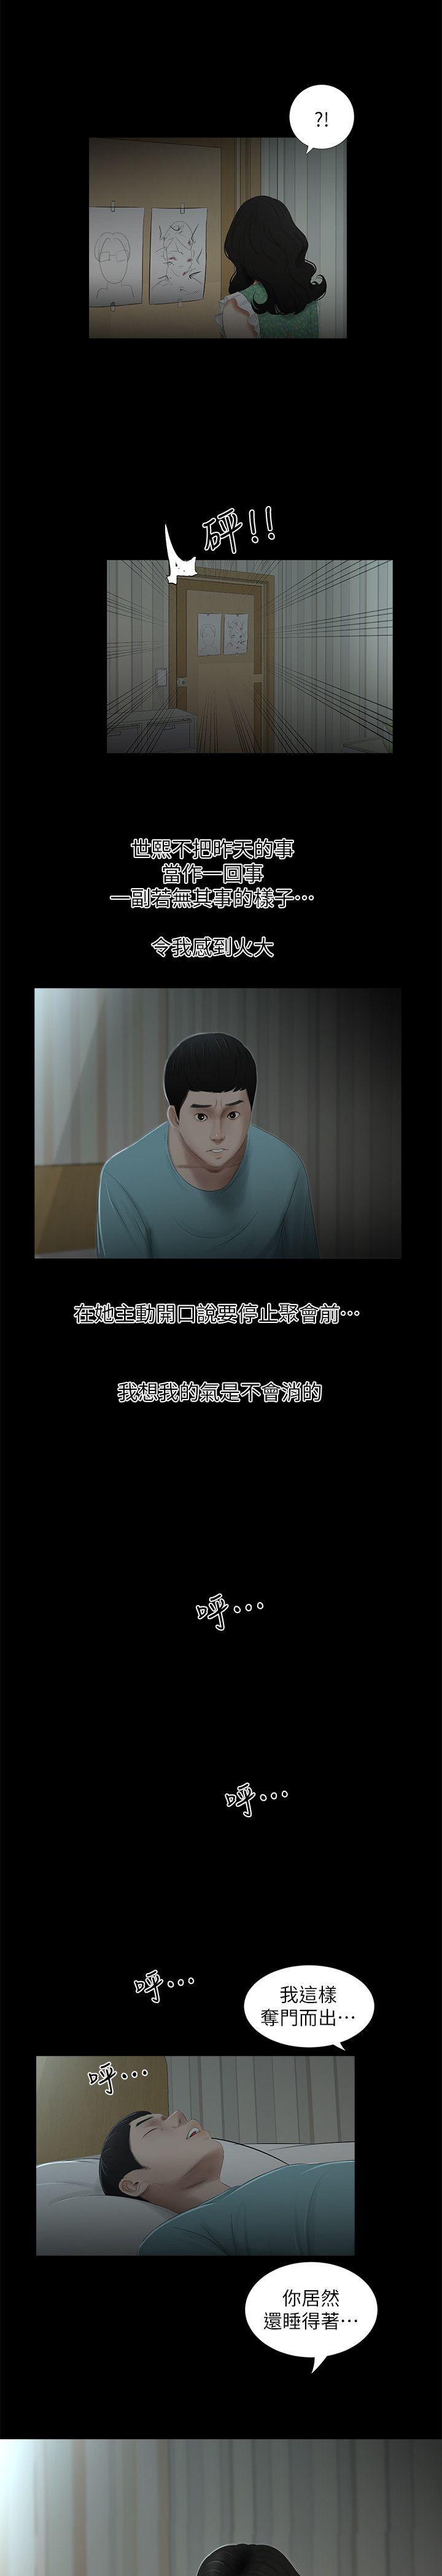 ?!
砰!!
世熙不把昨天的事
當作一回事
一副若無其事的樣子…
令我感到火大
在她主動開口說要停止聚會前…
我想我的氣是不會消的
呼…
呼…
呼…
我這樣
奪門而出…
呼…
你居然
還睡得著…